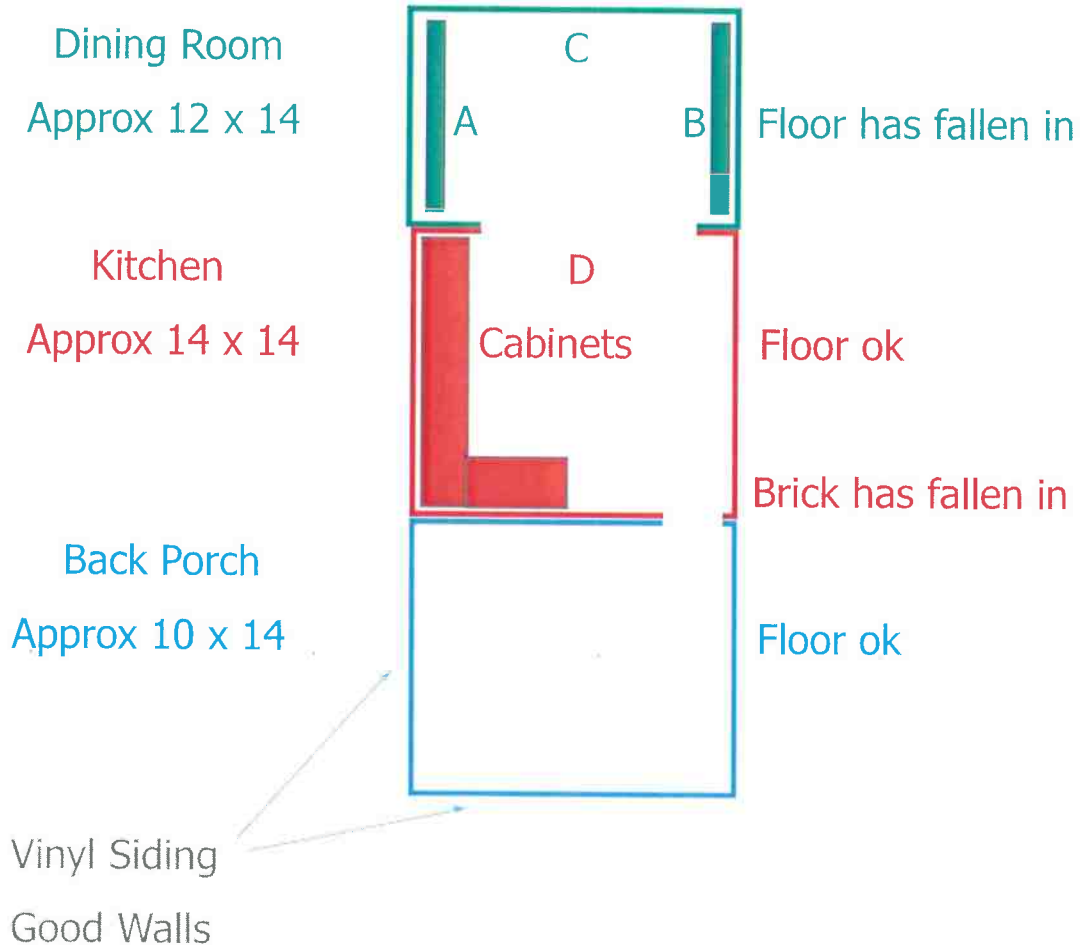 Dining Room
Approx 12 x 14
C
A
B
Floor has fallen in
Kitchen
Approx 14 x 14
D
Cabinets
Floor ok
Brick has fallen in
Back Porch
Approx 10 x 14
Floor ok
Vinyl Siding
Good Walls